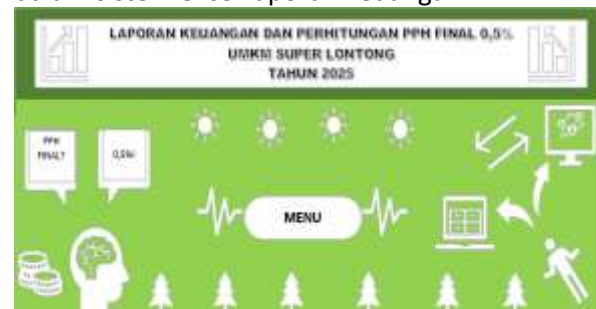 LAPORAN KEUANGAN DAN PERHITUNGAN PPH FINAL 0,5%
UMKM SUPER LONTONG
TAHUN 2025
PPH
FINAL?
0,5%!
MENU